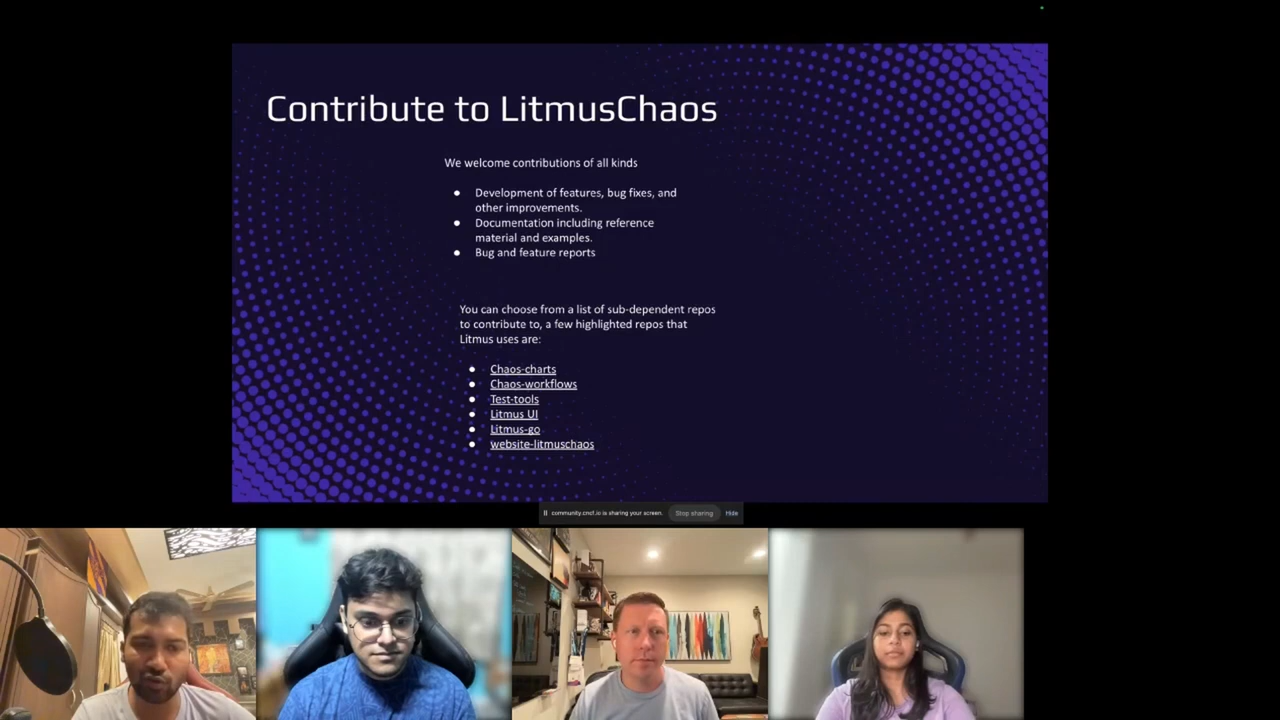 Contribute to LitmusChaos
We welcome contributions of all kinds
● Development of features, bug fixes, and
other improvements.
● Documentation including reference
material and examples.
● Bug and feature reports
You can choose from a list of sub-dependent repos
to contribute to, a few highlighted repos that
Litmus uses are:
● Chaos-charts
● Chaos-workflows
● Test-tools
● Litmus UI
● Litmus-go
● website-litmuschaos
community.cncf.io is sharing your screen. Stop sharing Hide